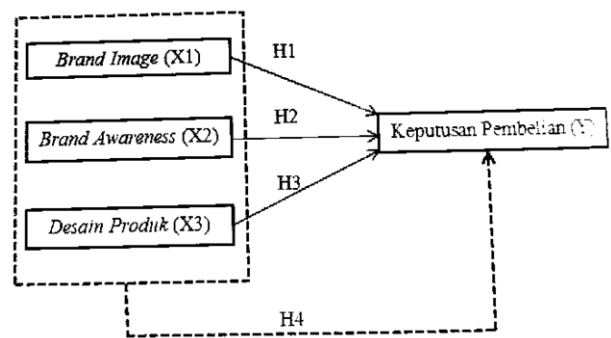 Brand Image (X1)
H1
Brand Awareness (X2)
H2
Keputusan Pembelian (Y)
H3
Desain Produk (X3)
H4